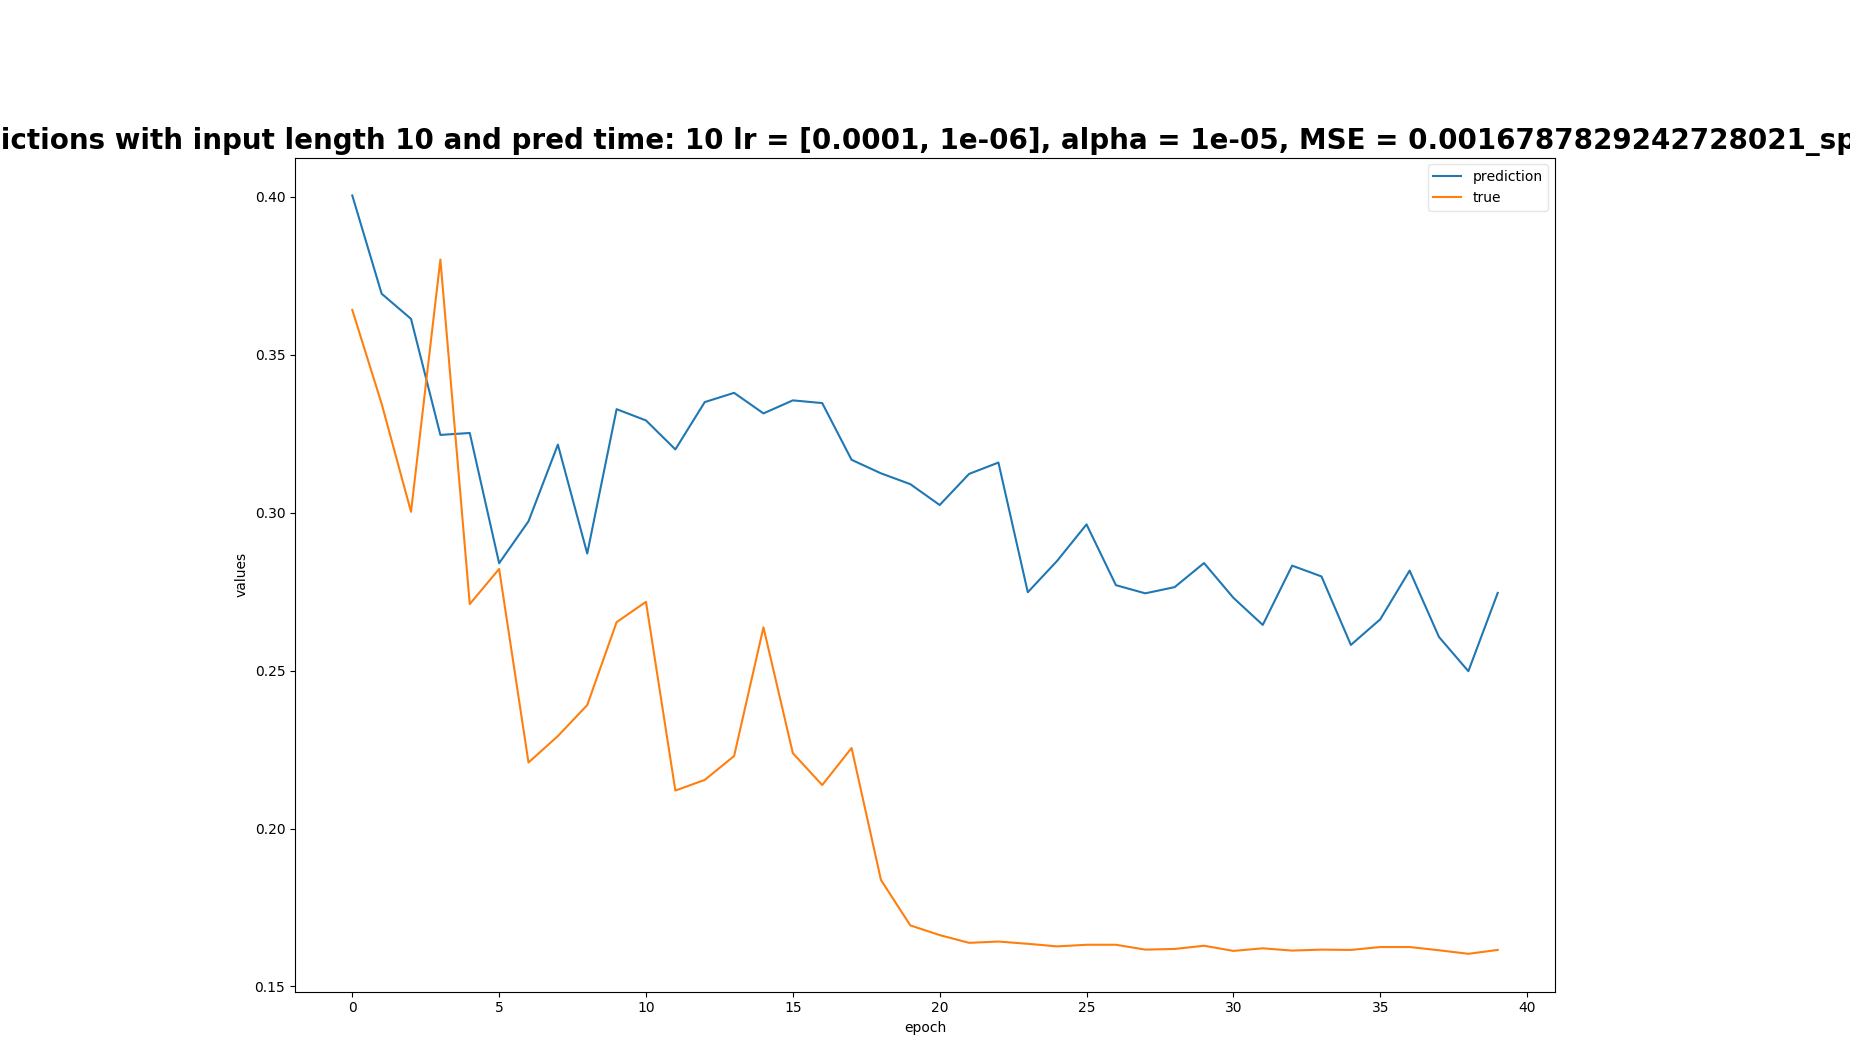 ictions with input length 10 and pred time: 10 lr = [0.0001, 1e-06], alpha = 1e-05, MSE = 0.0016787829242728021_sp
prediction
true
0.40
0.35
0.30
0.25
0.20
0.15
values
0 5 10 15 20 25 30 35 40
epoch